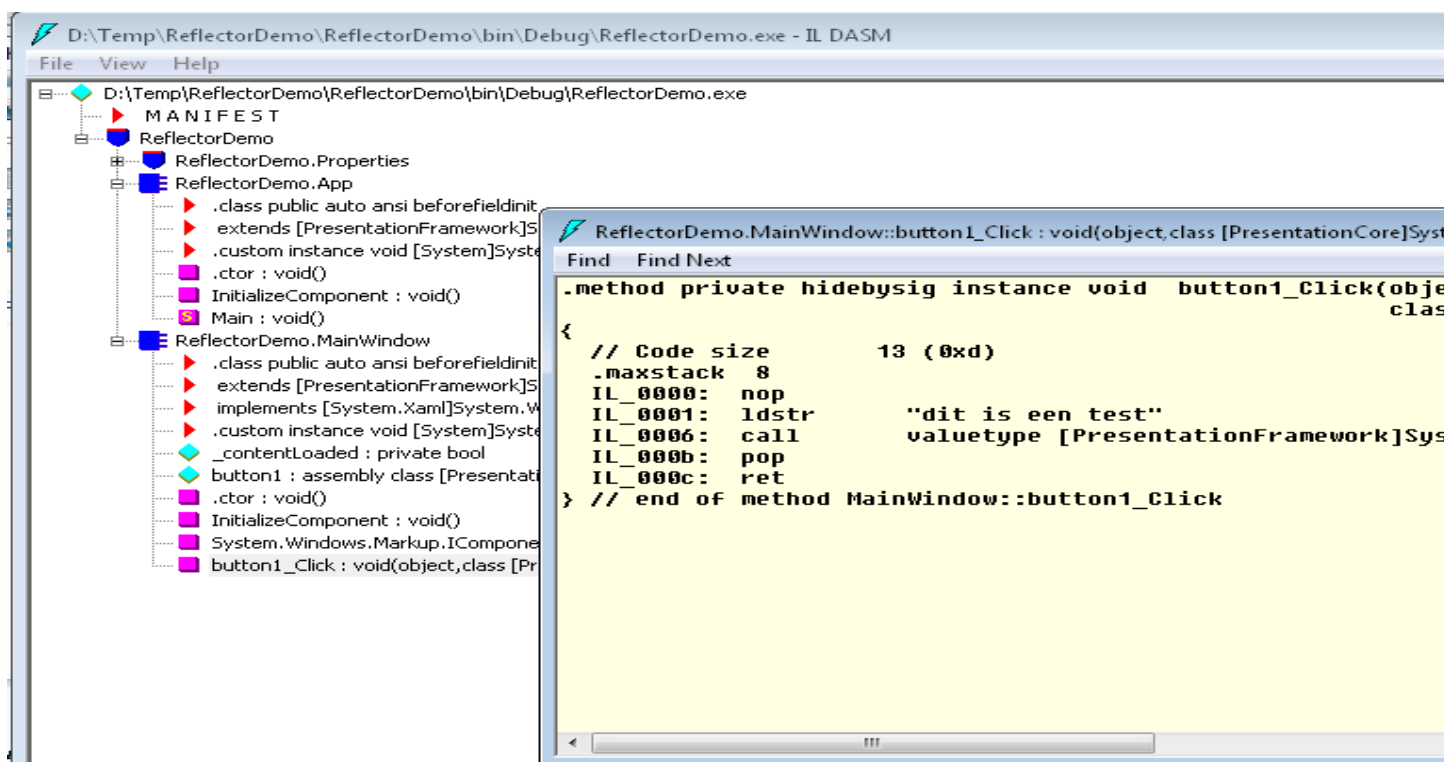 D:\Temp\ReflectorDemo\ReflectorDemo\bin\Debug\ReflectorDemo.exe - IL DASM
File View Help
D:\Temp\ReflectorDemo\ReflectorDemo\bin\Debug\ReflectorDemo.exe
MANIFEST
ReflectorDemo
ReflectorDemo.Properties
ReflectorDemo.App
.class public auto ansi beforefieldinit
extends [PresentationFramework]S
.custom instance void [System]Syste
.ctor : void()
InitializeComponent : void()
S Main : void()
ReflectorDemo.MainWindow
.class public auto ansi beforefieldinit
extends [PresentationFramework]S
implements [System.Xaml]System.W
.custom instance void [System]Syste
_contentLoaded : private bool
button1 : assembly class [Presentati
.ctor : void()
InitializeComponent : void()
System.Windows.Markup.ICompone
button1_Click : void(object,class [Pr
ReflectorDemo.MainWindow::button1_Click : void(object,class [PresentationCore]Syst
Find Find Next
.method private hidebysig instance void  button1_Click(obje
clas
{
// Code size       13 (0xd)
.maxstack  8
IL_0000:  nop
IL_0001:  ldstr      "dit is een test"
IL_0006:  call       valuetype [PresentationFramework]Sys
IL_000b:  pop
IL_000c:  ret
} // end of method MainWindow::button1_Click